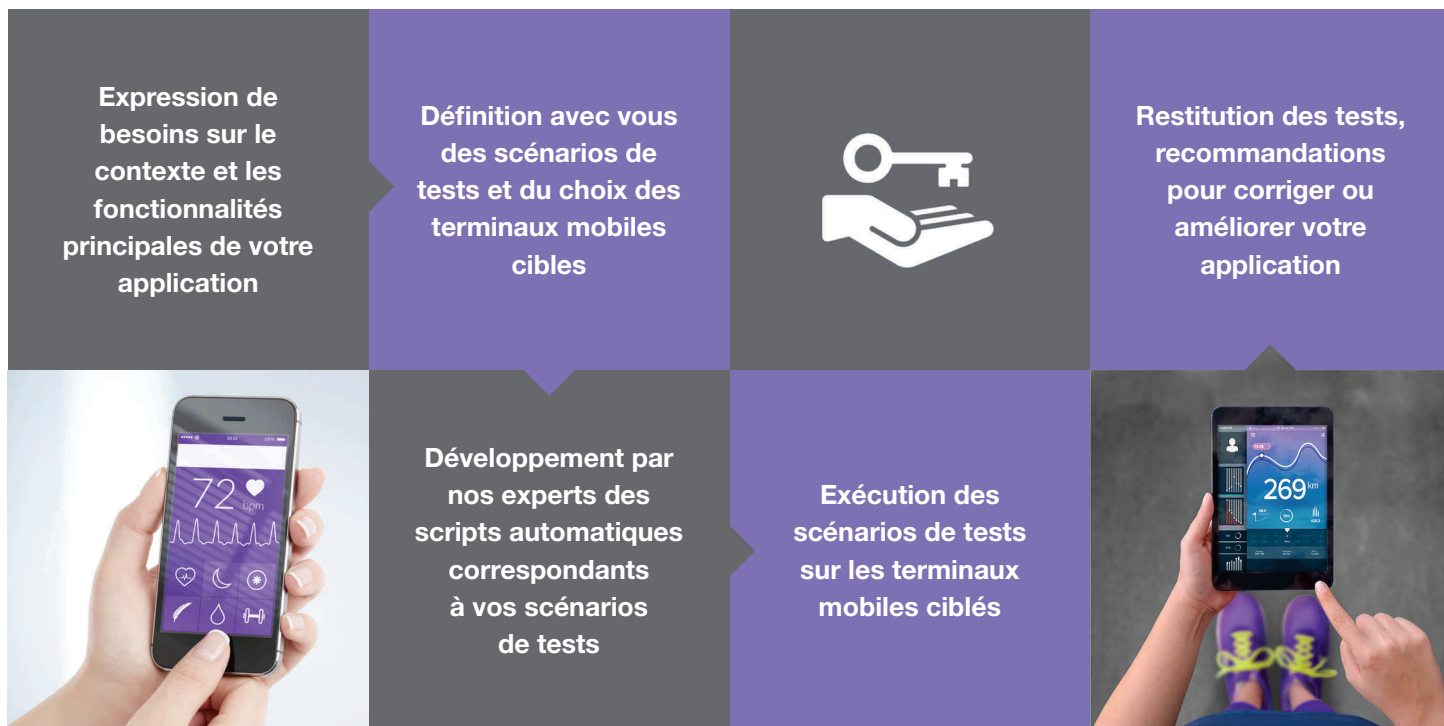 Expression de
besoins sur le
contexte et les
fonctionnalités
principales de votre
application
Définition avec vous
des scénarios de
tests et du choix des
terminaux mobiles
cibles
Restitution des tests,
recommandations
pour corriger ou
améliorer votre
application
72
bpm
Développement par
nos experts des
scripts automatiques
correspondants
à vos scénarios
de tests
Exécution des
scénarios de tests
sur les terminaux
mobiles ciblés
269 km